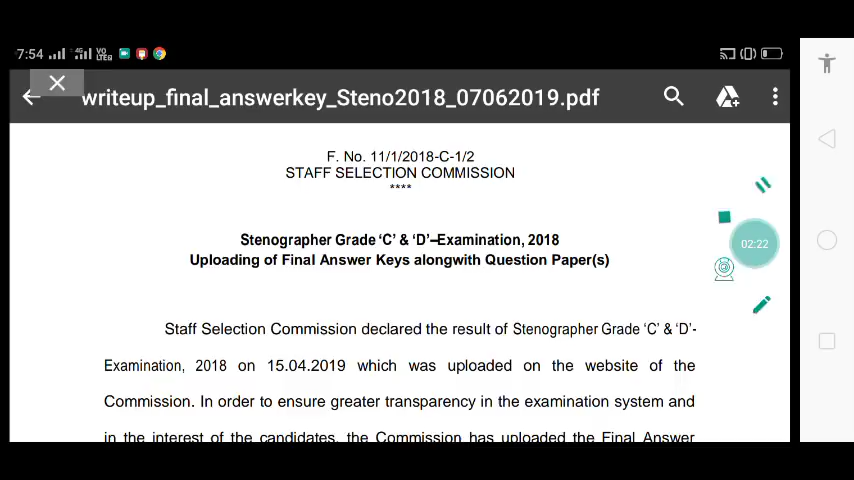 7:54
4G
VO
LTE
writeup_final_answerkey_Steno2018_07062019.pdf
F. No. 11/1/2018-C-1/2
STAFF SELECTION COMMISSION
****
Stenographer Grade ‘C’ & ‘D’–Examination, 2018
Uploading of Final Answer Keys alongwith Question Paper(s)
02:22
Staff Selection Commission declared the result of Stenographer Grade ‘C’ & ‘D’-
Examination, 2018 on 15.04.2019 which was uploaded on the website of the
Commission. In order to ensure greater transparency in the examination system and
in the interest of the candidates, the Commission has uploaded the Final Answer